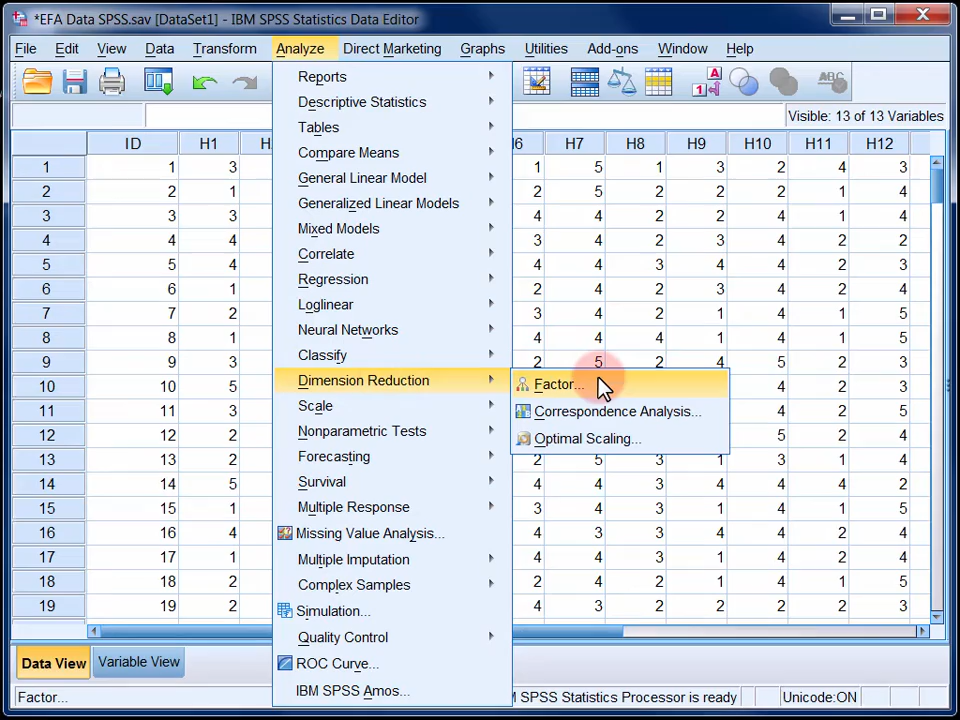 *EFA Data SPSS.sav [DataSet1] - IBM SPSS Statistics Data Editor
File Edit View Data Transform Analyze Direct Marketing Graphs Utilities Add-ons Window Help
Visible: 13 of 13 Variables
Reports
Descriptive Statistics
Tables
Compare Means
General Linear Model
Generalized Linear Models
Mixed Models
Correlate
Regression
Loglinear
Neural Networks
Classify
Dimension Reduction
Scale
Nonparametric Tests
Forecasting
Survival
Multiple Response
Missing Value Analysis...
Multiple Imputation
Complex Samples
Simulation...
Quality Control
ROC Curve...
IBM SPSS Amos...
Factor...
Correspondence Analysis...
Optimal Scaling...
ID H1 H7 H8 H9 H10 H11 H12
1 1 3 1 5 1 3 2 4 3
2 2 1 2 5 2 2 2 1 4
3 3 3 4 4 2 2 4 1 4
4 4 4 3 4 2 3 4 2 2
5 5 4 4 4 3 4 4 2 3
6 6 1 2 4 2 3 4 2 4
7 7 2 3 4 2 1 4 1 5
8 8 1 4 4 4 1 4 1 5
9 9 3 2 5 2 4 5 2 3
10 10 5 4 2 3
11 11 3 4 2 5
12 12 2 5 2 4
13 13 2 2 5 3 1 3 1 4
14 14 5 3 4 3 4 4 4 2
15 15 1 4 4 3 1 4 1 5
16 16 4 4 3 3 4 4 2 4
17 17 1 4 4 3 1 4 2 3
18 18 2 2 4 2 1 4 1 5
19 19 2 4 3 2 2 2 2 3
Data View Variable View
Factor... SPSS Statistics Processor is ready Unicode:ON